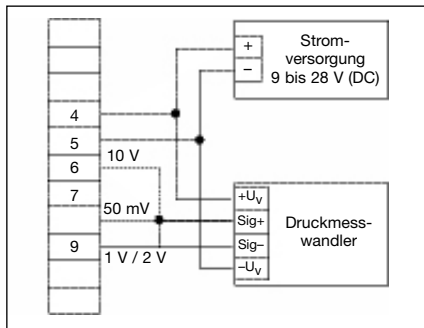 +
–
Strom-
versorgung
9 bis 28 V (DC)
4
5
10 V
6
7
50 mV
9
1 V / 2 V
+Uv
Sig+
Sig–
–Uv
Druckmess-
wandler